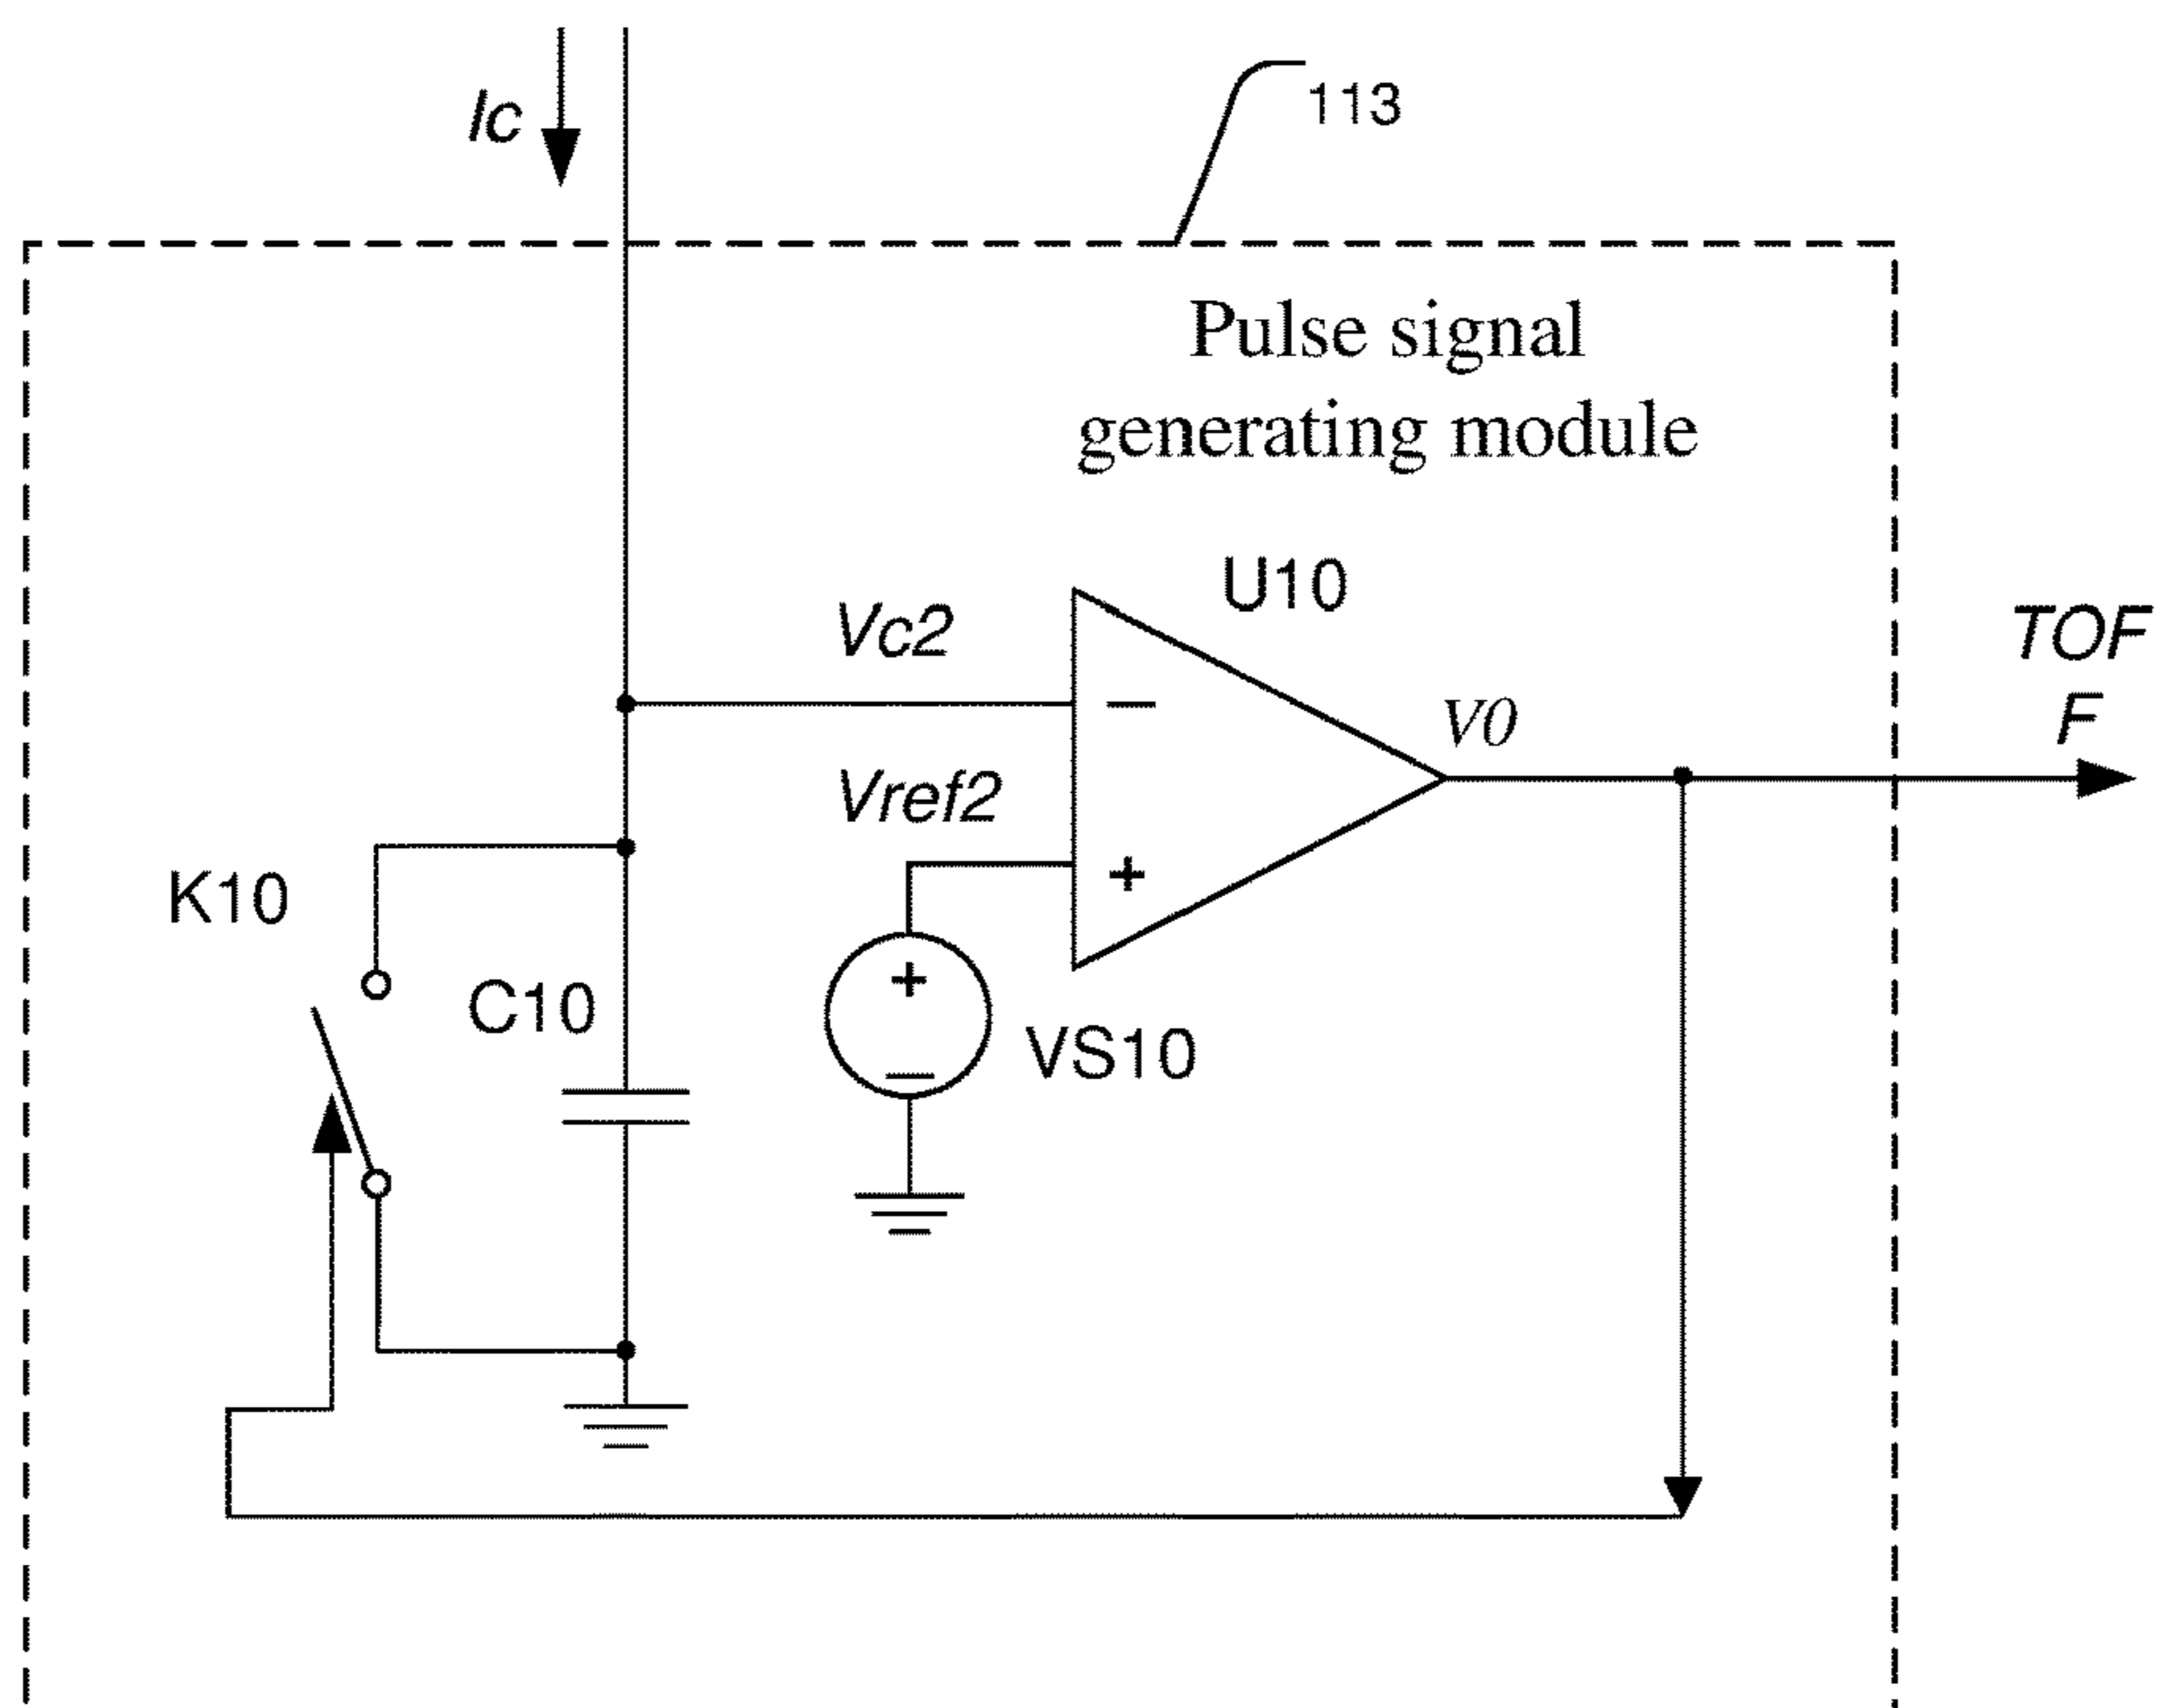 Ic
113
Pulse signal
generating module
U10
Vc2
TOF
F
V0
−
Vref2
+
K10
C10
+
VS10
−